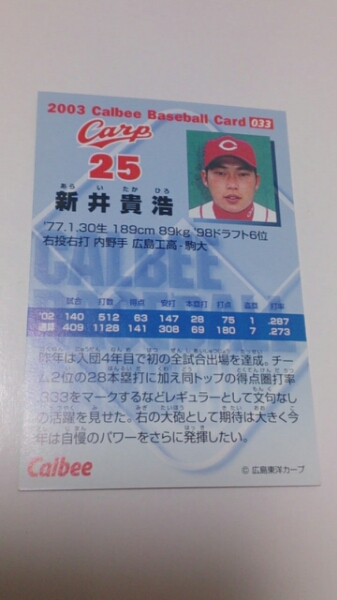 2003 Calbee Baseball Card 033
Carp
25
あら い たか ひろ
新井貴浩
'77.1.30生 189cm 89kg '98ドラフト6位
右投右打 内野手 広島工高-駒大
CALBEE
試合 打数 得点 安打 本塁打 打点 盗塁 打率
'02 140 512 63 147 28 75 1 .287
通算 409 1128 141 308 69 180 7 .273
昨年は入団4年目で初の全試合出場を達成。チー
ム2位の28本塁打に加え同トップの得点圏打率
.333をマークするなどレギュラーとして文句なし
の活躍を見せた。右の大砲として期待は大きく今
年は自慢のパワーをさらに発揮したい。
Calbee
© 広島東洋カープ